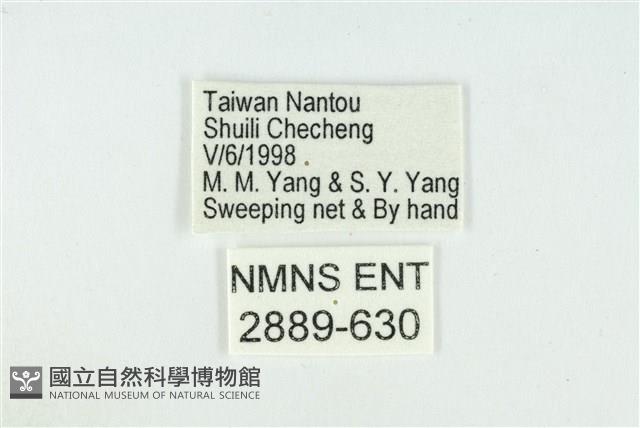 Taiwan Nantou
Shuili Checheng
V/6/1998
M. M. Yang & S. Y. Yang
Sweeping net & By hand
NMNS ENT
2889-630
國立自然科學博物館
NATIONAL MUSEUM OF NATURAL SCIENCE